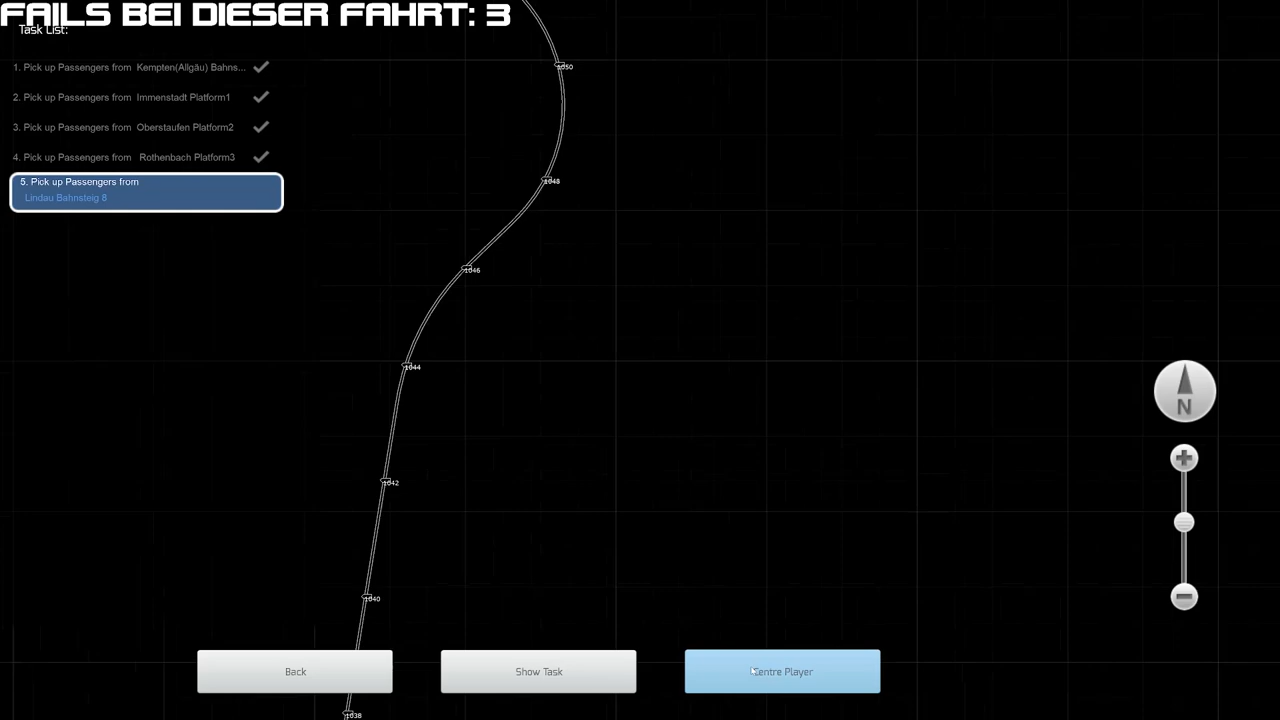 FAILS BEI DIESER FAHRT: 3
Task List:
1. Pick up Passengers from Kempten(Allgäu) Bahns...
2. Pick up Passengers from Immenstadt Platform1
3. Pick up Passengers from Oberstaufen Platform2
4. Pick up Passengers from Rothenbach Platform3
5. Pick up Passengers from
Lindau Bahnsteig 8
1050
1048
1046
1044
1042
1040
1038
N
Back
Show Task
Centre Player